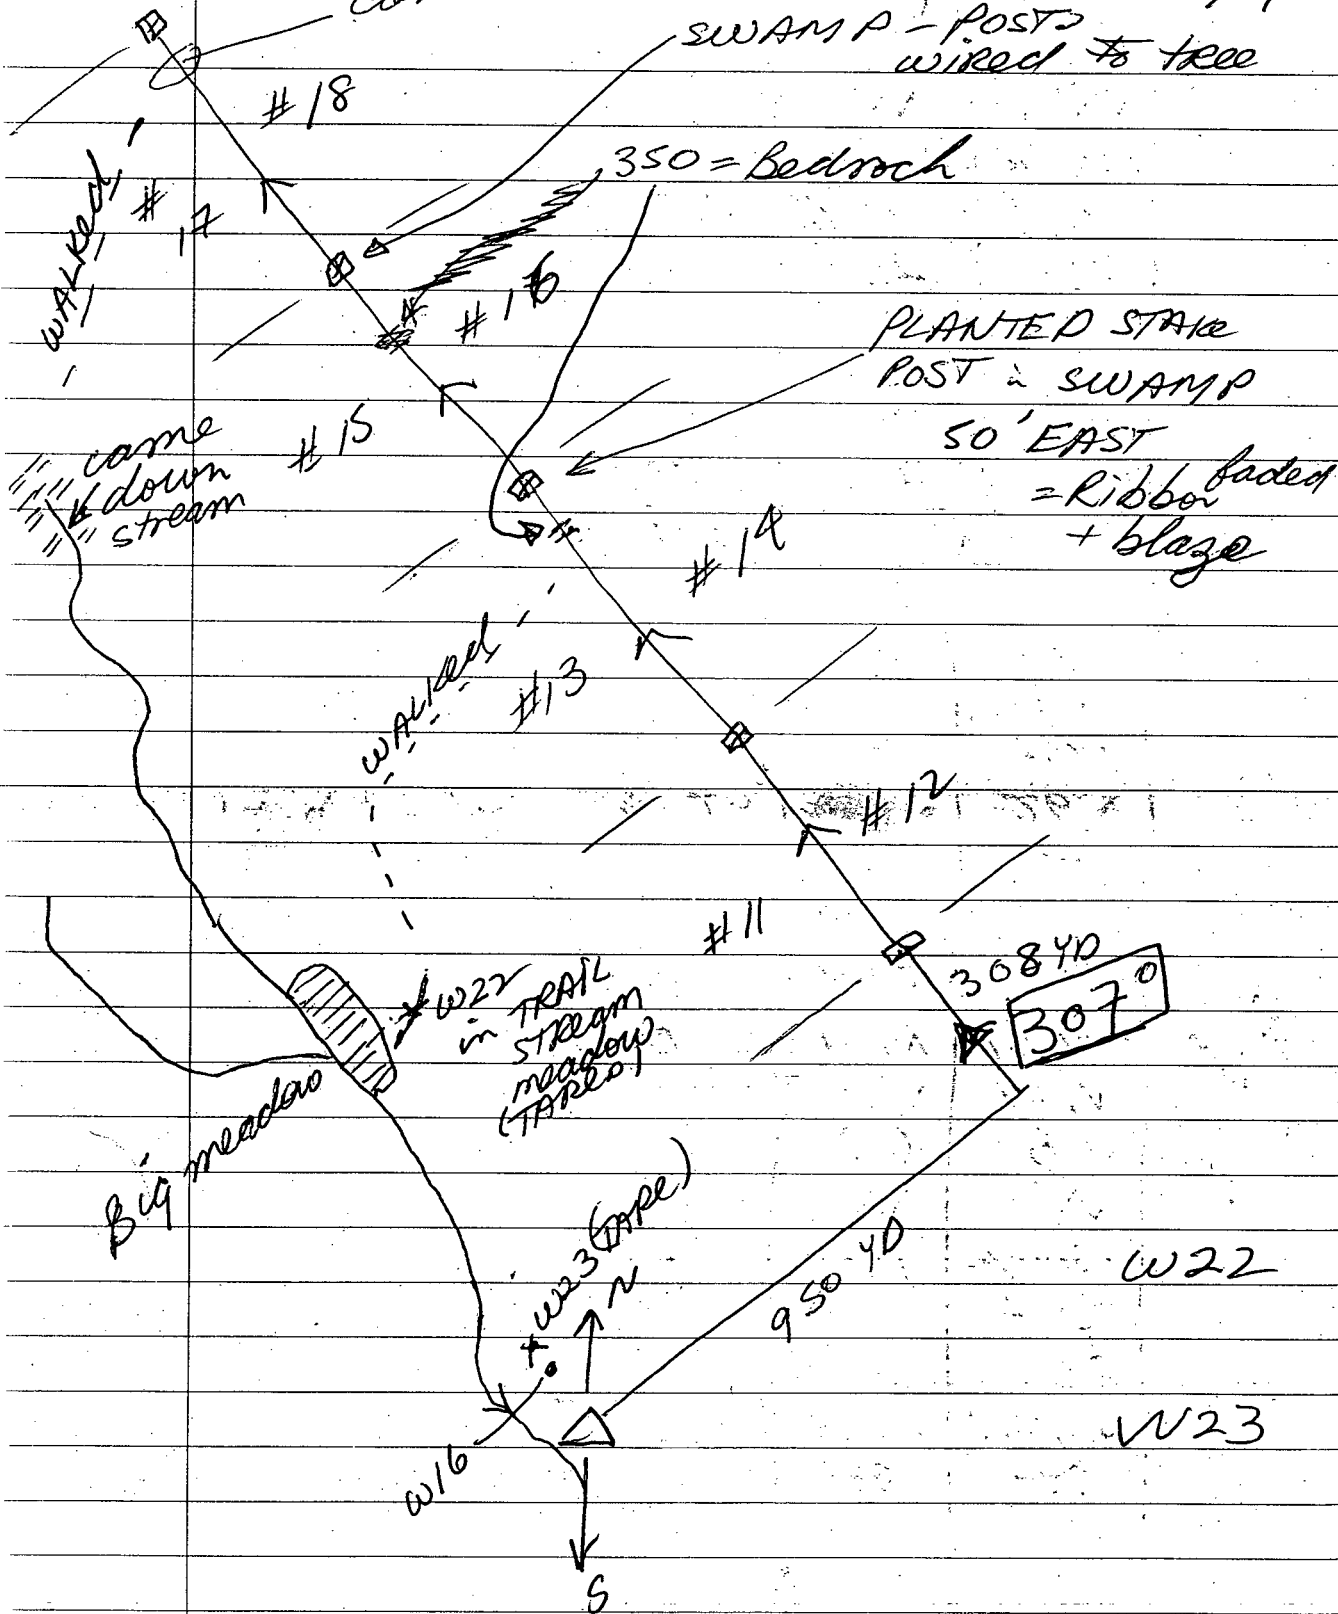 SWAMP - POSTS
wired to tree
#18
350 = Bedrock
WALKed
#
17
#16
PLANTED STAKE
POST in SWAMP
50' EAST
= Ribbon faded
+ blaze
#15
came
down
stream
#14
WALKed
#13
#12
#11
308 YD
307°
W22
in TRAIL
STREAM
meadow
(TAPED)
Big meadow
W23 (TAPE)
N
950 YD
W22
W23
W16
S